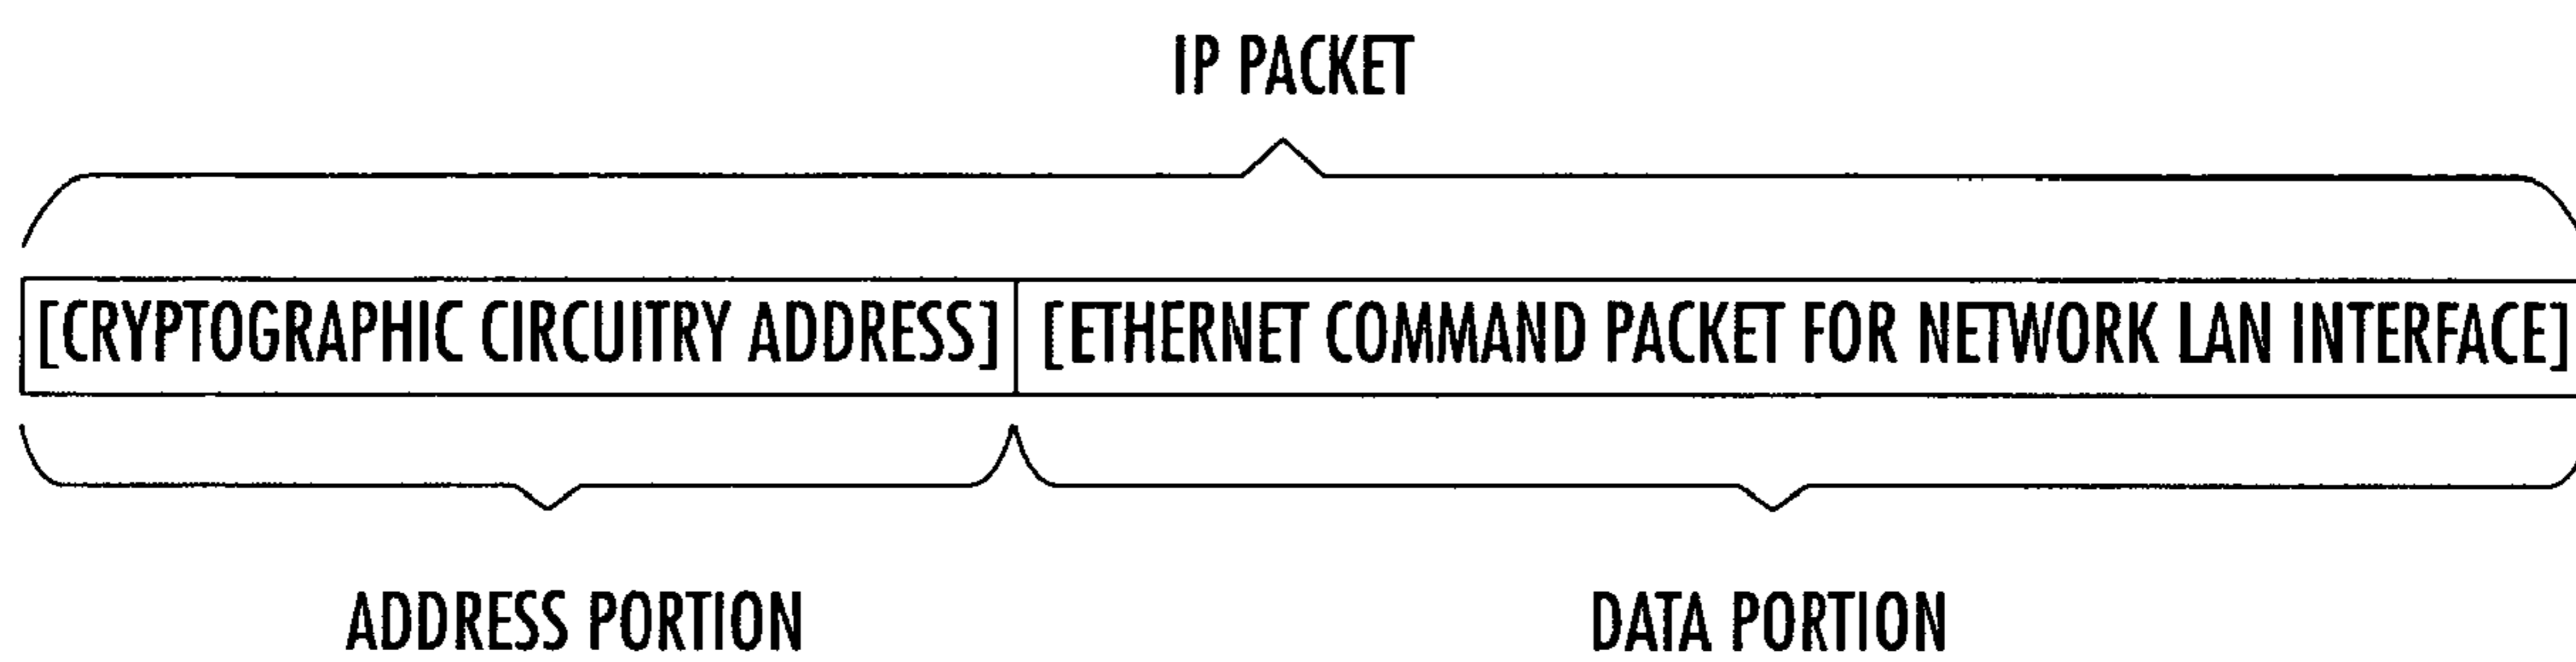 IP PACKET
[CRYPTOGRAPHIC CIRCUITRY ADDRESS] [ETHERNET COMMAND PACKET FOR NETWORK LAN INTERFACE]
ADDRESS PORTION DATA PORTION